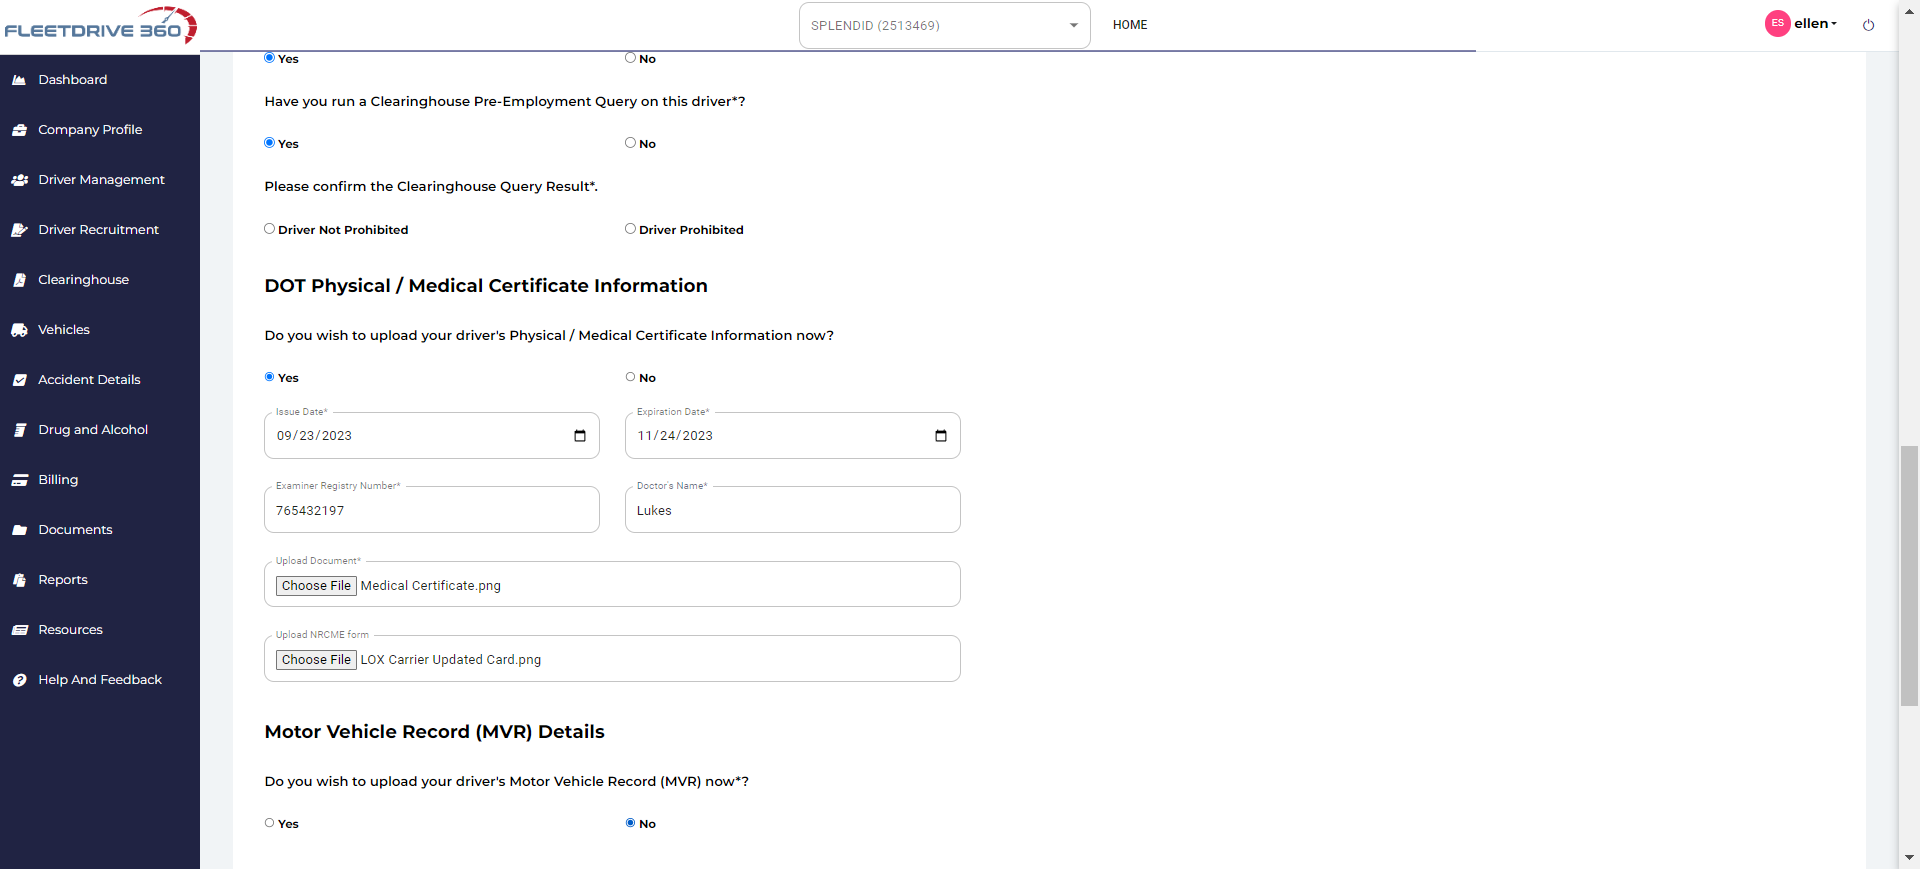 FLEETDRIVE 360
SPLENDID (2513469)
HOME
ES
ellen
Dashboard
Company Profile
Driver Management
Driver Recruitment
Clearinghouse
Vehicles
Accident Details
Drug and Alcohol
Billing
Documents
Reports
Resources
Help And Feedback
Yes No
Have you run a Clearinghouse Pre-Employment Query on this driver*?
Yes No
Please confirm the Clearinghouse Query Result*.
Driver Not Prohibited Driver Prohibited
DOT Physical / Medical Certificate Information
Do you wish to upload your driver's Physical / Medical Certificate Information now?
Yes No
Issue Date* Expiration Date*
09/23/2023 11/24/2023
Examiner Registry Number* Doctor's Name*
765432197 Lukes
Upload Document*
Choose File Medical Certificate.png
Upload NRCME form
Choose File LOX Carrier Updated Card.png
Motor Vehicle Record (MVR) Details
Do you wish to upload your driver's Motor Vehicle Record (MVR) now*?
Yes No